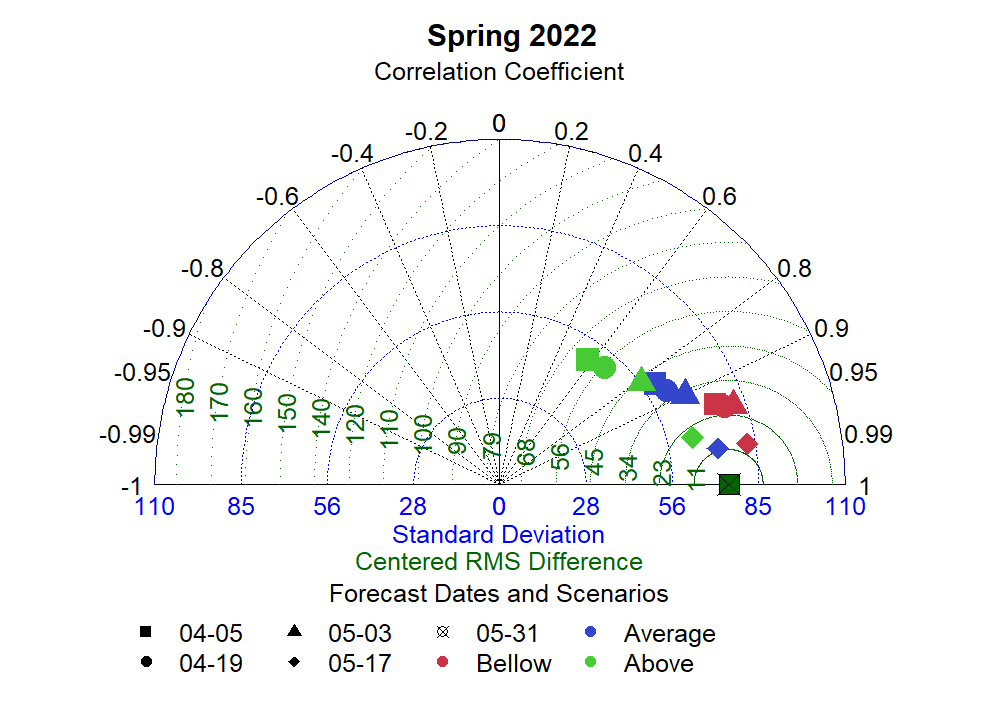 Spring 2022
Correlation Coefficient
0
-0.2 0.2
-0.4 0.4
-0.6 0.6
-0.8 0.8
-0.9 0.9
-0.95 0.95
-0.99 0.99
180 170 160 150 140 130 120 110 100 90 79 68 56 45 34 23 11
-1 1
110 85 56 28 0 28 56 85 110
Standard Deviation
Centered RMS Difference
Forecast Dates and Scenarios
04-05 05-03 05-31 Average
04-19 05-17 Bellow Above